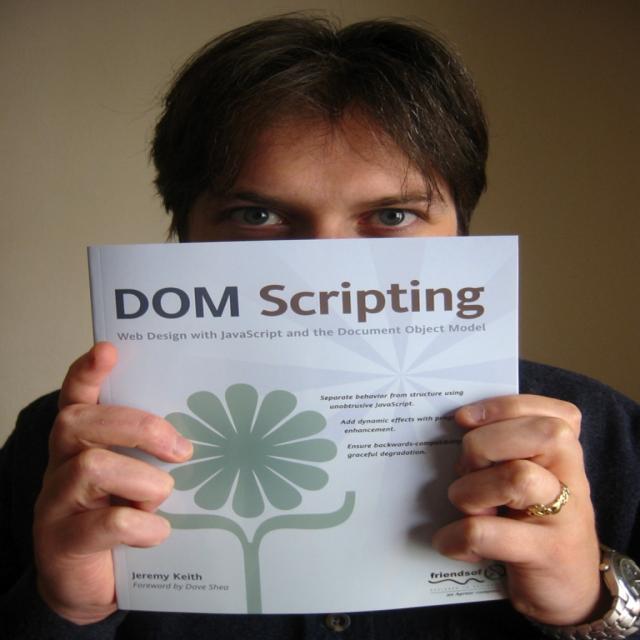 DOM Scripting
Web Design with JavaScript and the Document Object Model
Separate behavior from structure using
unobtrusive JavaScript.
Add dynamic effects with
enhancement.
Ensure
graceful degradation.
Jeremy Keith
Foreword by Dave Shea
friendsof